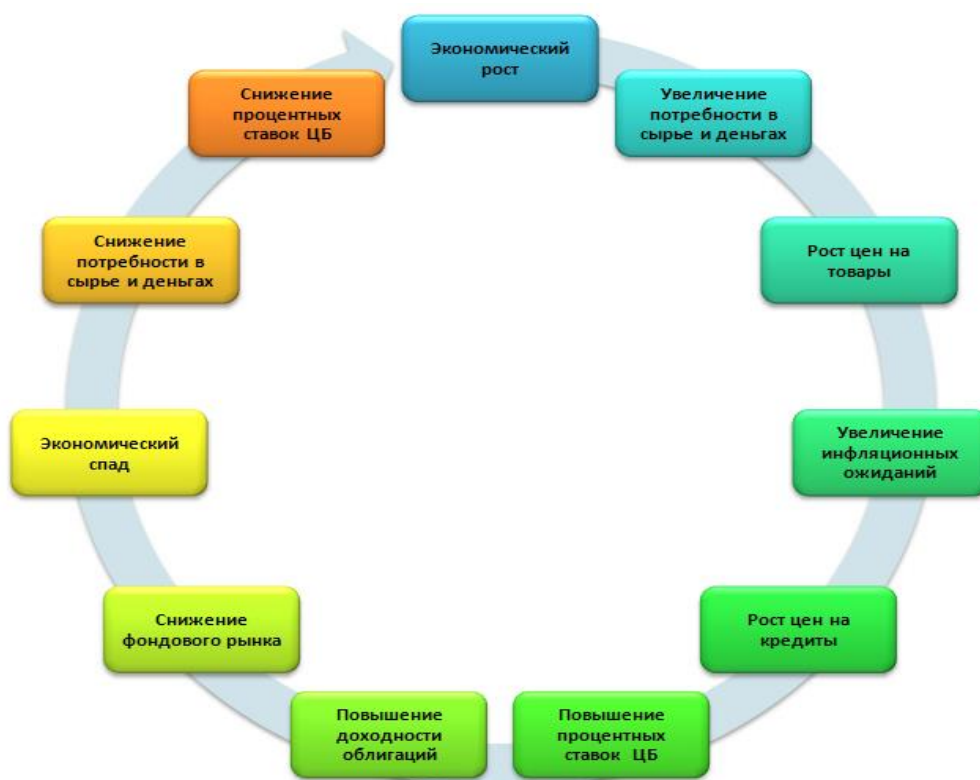 Экономический
рост
Увеличение
потребности в
сырье и деньгах
Рост цен на
товары
Увеличение
инфляционных
ожиданий
Рост цен на
кредиты
Повышение
процентных
ставок ЦБ
Повышение
доходности
облигаций
Снижение
фондового рынка
Экономический
спад
Снижение
потребности в
сырье и деньгах
Снижение
процентных
ставок ЦБ